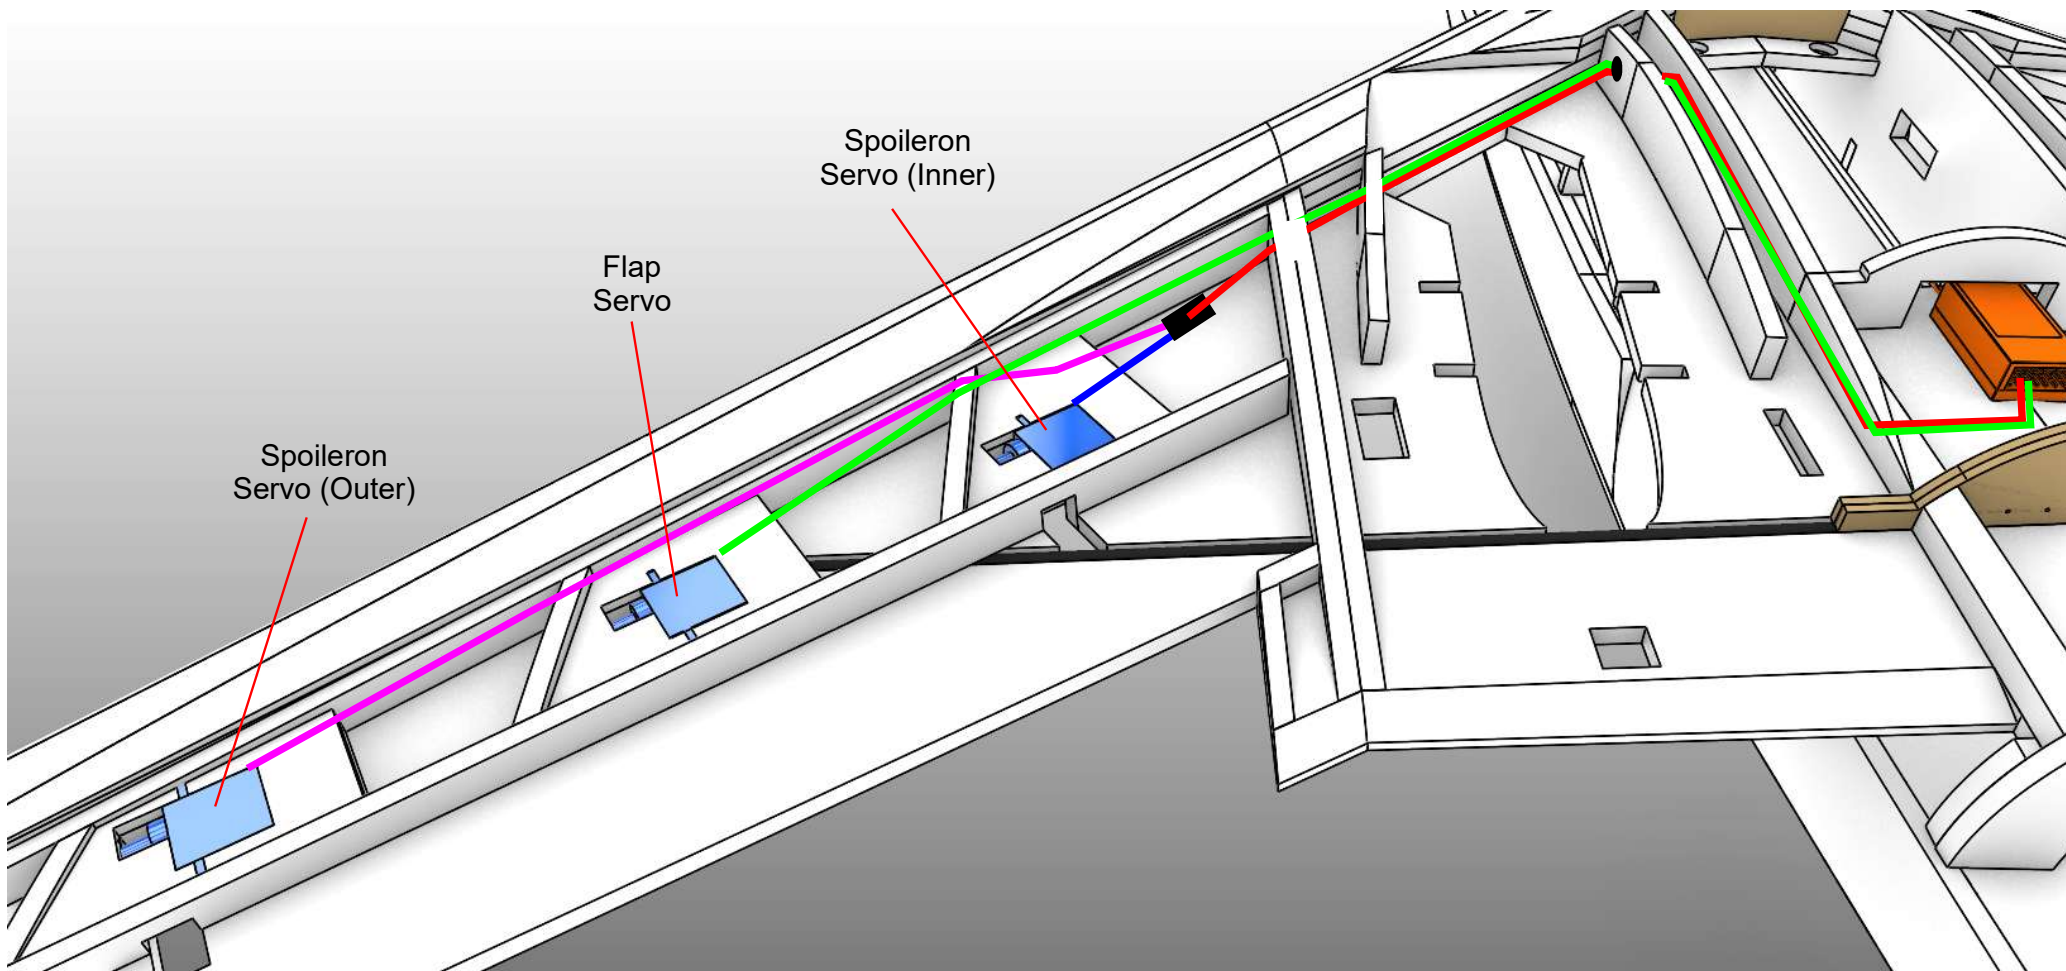 Spoileron
Servo (Inner)
Flap
Servo
Spoileron
Servo (Outer)